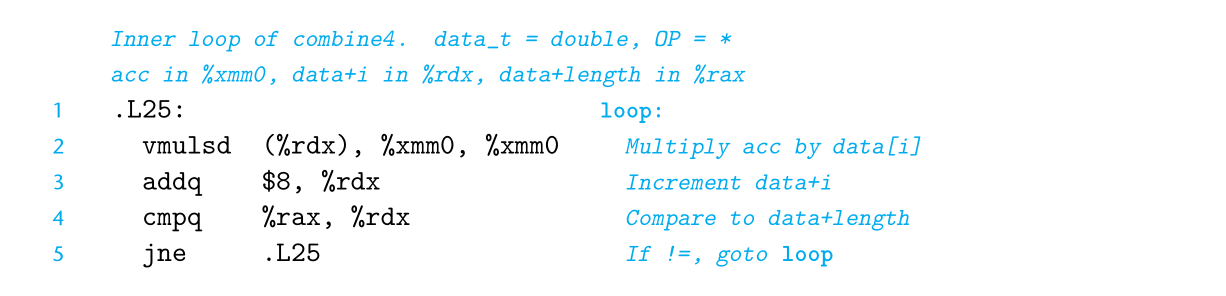 Inner loop of combine4. data_t = double, OP = *
acc in %xmm0, data+i in %rdx, data+length in %rax
1 .L25: loop:
2 vmulsd (%rdx), %xmm0, %xmm0 Multiply acc by data[i]
3 addq $8, %rdx Increment data+i
4 cmpq %rax, %rdx Compare to data+length
5 jne .L25 If !=, goto loop